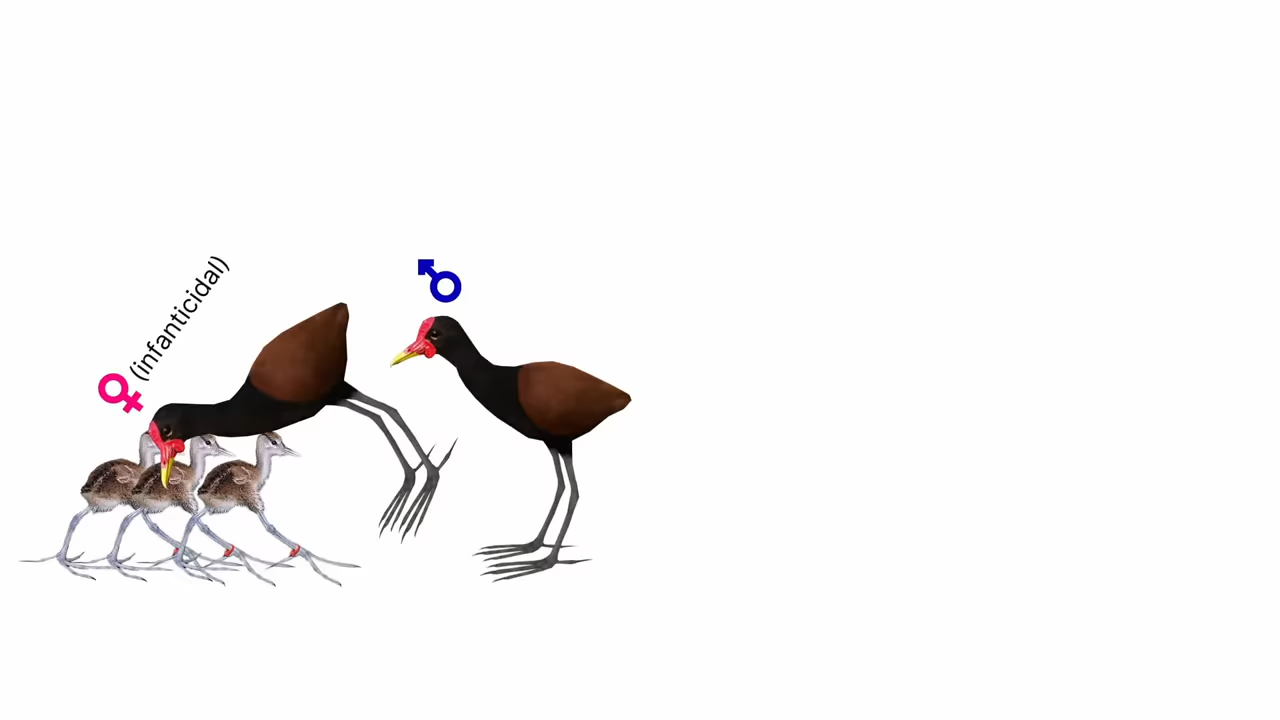 ♀ (infanticidal)
♂